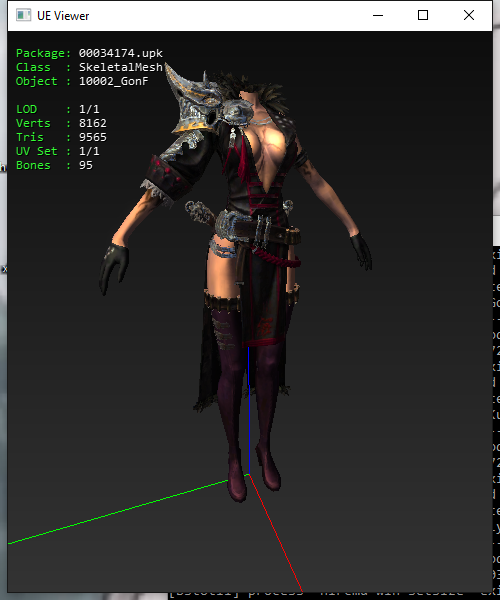 UE Viewer
Package: 00034174.upk
Class  : SkeletalMesh
Object : 10002_GonF
LOD    : 1/1
Verts  : 8162
Tris   : 9565
UV Set : 1/1
Bones  : 95